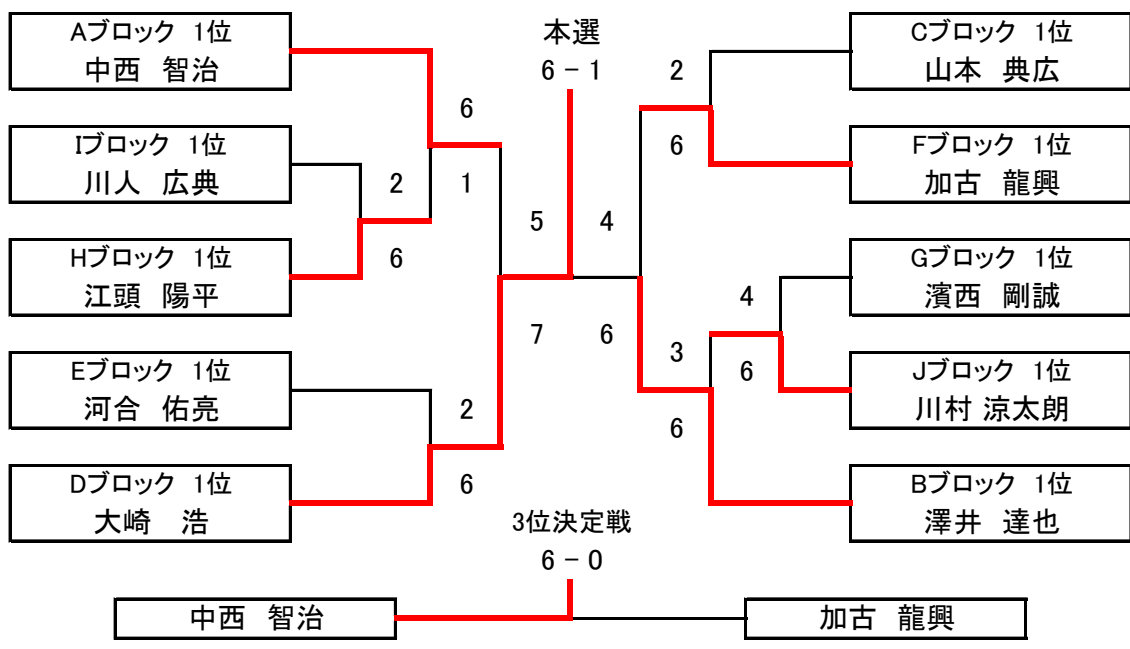 Aブロック 1位
中西 智治
Iブロック 1位
川人 広典
Hブロック 1位
江頭 陽平
Eブロック 1位
河合 佑亮
Dブロック 1位
大崎 浩
6
1
2
6
2
6
5
7
本選
6 − 1
4
6
2
6
3
6
4
6
Cブロック 1位
山本 典広
Fブロック 1位
加古 龍興
Gブロック 1位
濱西 剛誠
Jブロック 1位
川村 涼太朗
Bブロック 1位
澤井 達也
3位決定戦
6 − 0
中西 智治
加古 龍興